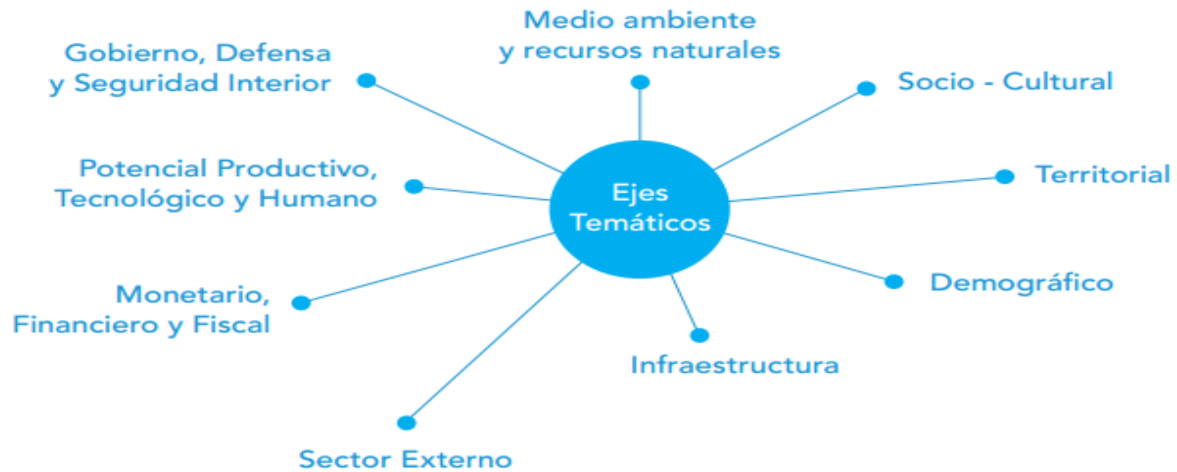 Medio ambiente
y recursos naturales
Gobierno, Defensa
y Seguridad Interior
Socio - Cultural
Potencial Productivo,
Tecnológico y Humano
Territorial
Ejes
Temáticos
Monetario,
Financiero y Fiscal
Demográfico
Infraestructura
Sector Externo